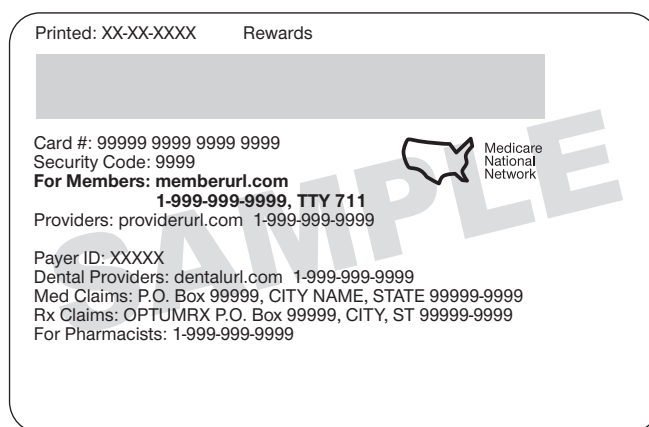 Printed: XX-XX-XXXX Rewards
Card #: 99999 9999 9999 9999
Security Code: 9999
For Members: memberurl.com
1-999-999-9999, TTY 711
Providers: providerurl.com 1-999-999-9999
Medicare
National
Network
Payer ID: XXXXX
Dental Providers: dentalurl.com 1-999-999-9999
Med Claims: P.O. Box 99999, CITY NAME, STATE 99999-9999
Rx Claims: OPTUMRX P.O. Box 99999, CITY, ST 99999-9999
For Pharmacists: 1-999-999-9999
SAMPLE